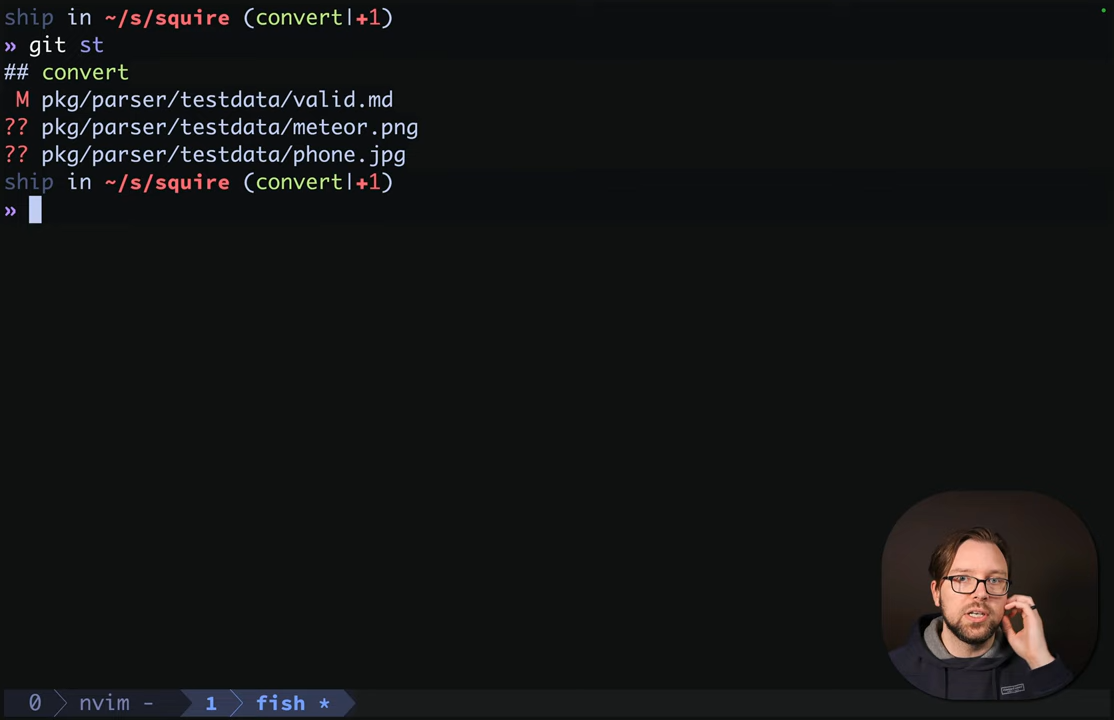 ship in ~/s/squire (convert|+1)
» git st
## convert
 M pkg/parser/testdata/valid.md
?? pkg/parser/testdata/meteor.png
?? pkg/parser/testdata/phone.jpg
ship in ~/s/squire (convert|+1)
»
0 nvim - 1 fish *